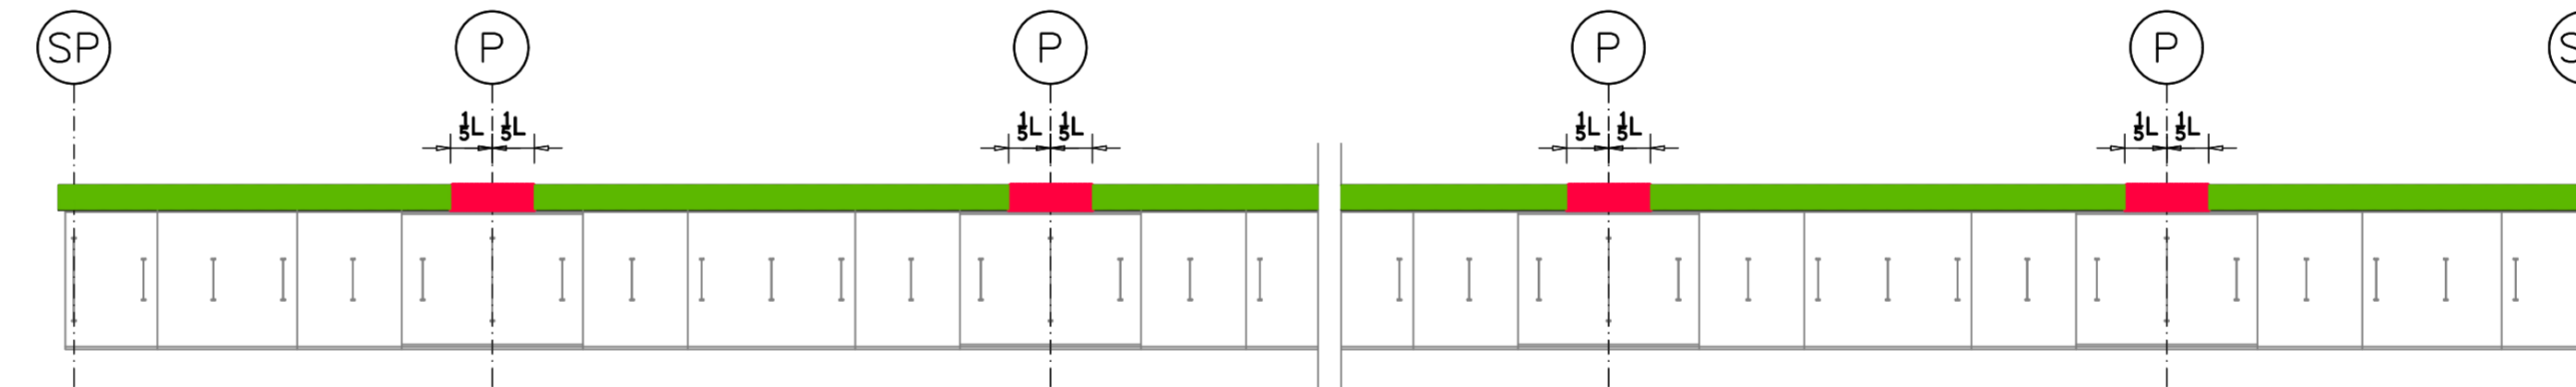 SP P P P P S
1/5L 1/5L 1/5L 1/5L 1/5L 1/5L 1/5L 1/5L